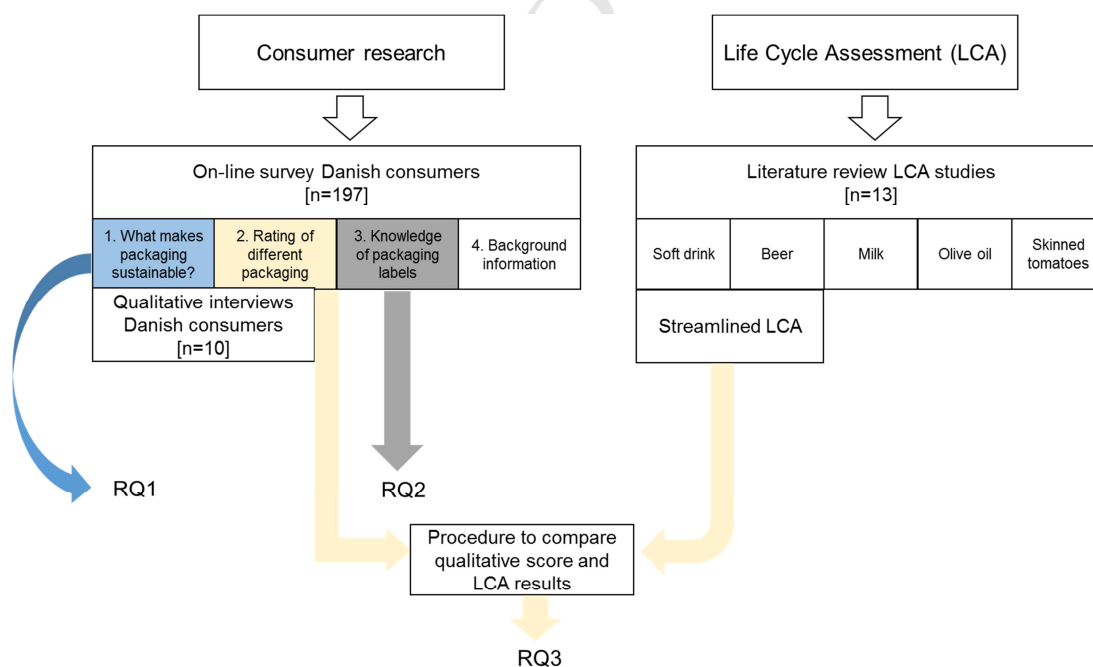 Consumer research
Life Cycle Assessment (LCA)
On-line survey Danish consumers
[n=197]
1. What makes
packaging
sustainable?
2. Rating of
different
packaging
3. Knowledge
of packaging
labels
4. Background
information
Qualitative interviews
Danish consumers
[n=10]
Literature review LCA studies
[n=13]
Soft drink
Beer
Milk
Olive oil
Skinned
tomatoes
Streamlined LCA
RQ1
RQ2
Procedure to compare
qualitative score and
LCA results
RQ3